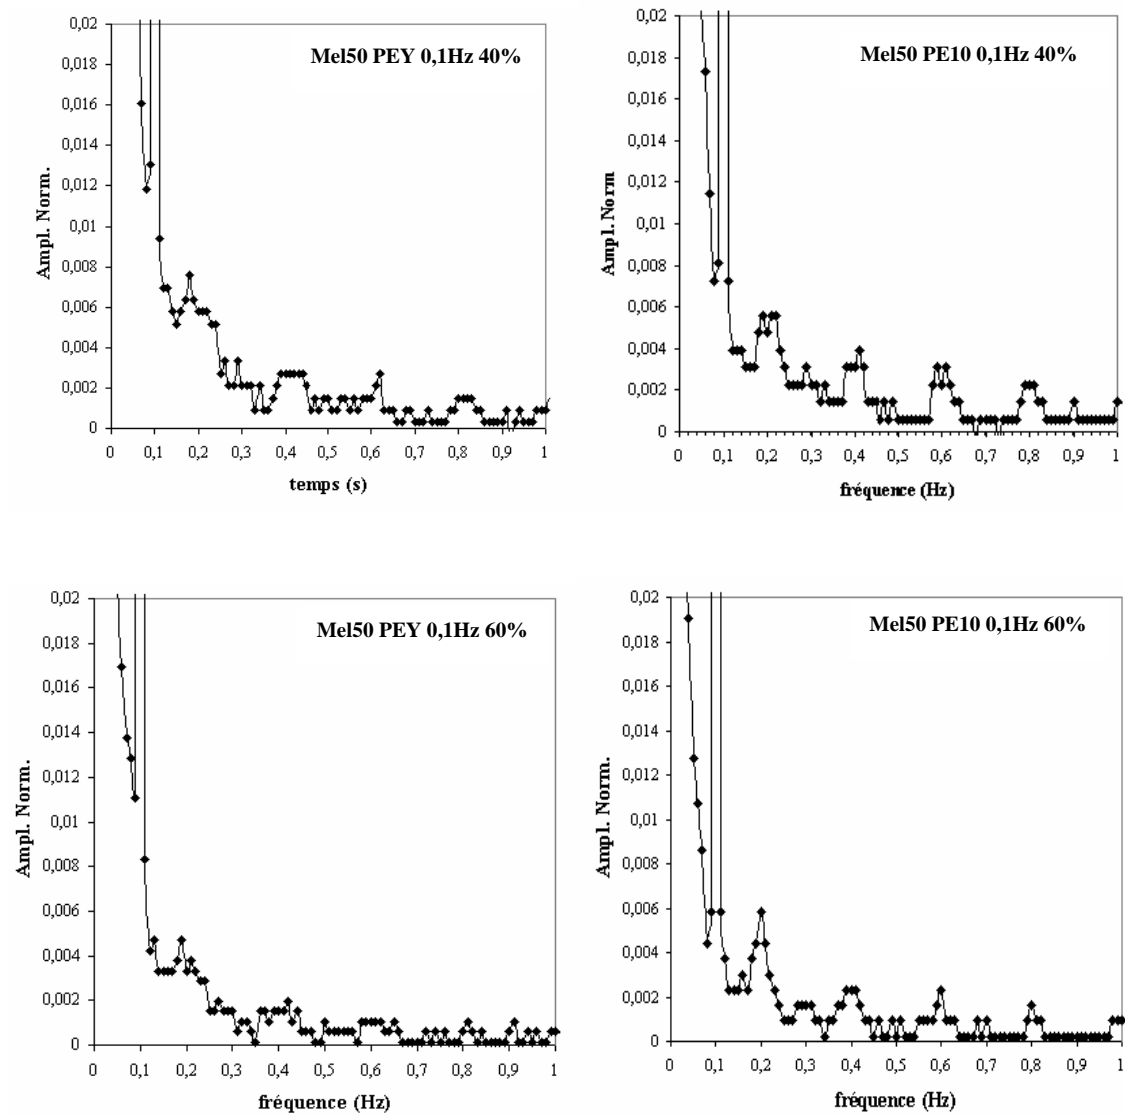 Mel50 PEY 0,1Hz 40%
Ampl. Norm.
0,02
0,018
0,016
0,014
0,012
0,01
0,008
0,006
0,004
0,002
0
0 0,1 0,2 0,3 0,4 0,5 0,6 0,7 0,8 0,9 1
temps (s)
Mel50 PE10 0,1Hz 40%
Ampl. Norm
0,02
0,018
0,016
0,014
0,012
0,01
0,008
0,006
0,004
0,002
0
0 0,1 0,2 0,3 0,4 0,5 0,6 0,7 0,8 0,9 1
fréquence (Hz)
Mel50 PEY 0,1Hz 60%
Ampl. Norm.
0,02
0,018
0,016
0,014
0,012
0,01
0,008
0,006
0,004
0,002
0
0 0,1 0,2 0,3 0,4 0,5 0,6 0,7 0,8 0,9 1
fréquence (Hz)
Mel50 PE10 0,1Hz 60%
Ampl. Norm.
0,02
0,018
0,016
0,014
0,012
0,01
0,008
0,006
0,004
0,002
0
0 0,1 0,2 0,3 0,4 0,5 0,6 0,7 0,8 0,9 1
fréquence (Hz)